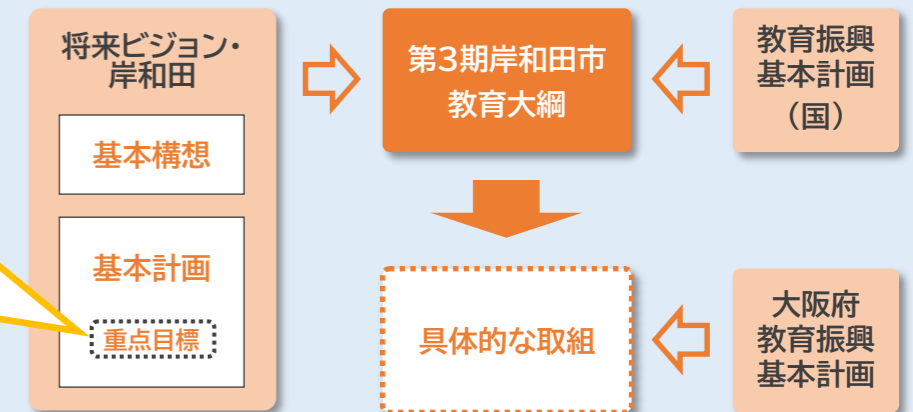 将来ビジョン・
岸和田
基本構想
基本計画
重点目標
第3期岸和田市
教育大綱
具体的な取組
教育振興
基本計画
（国）
大阪府
教育振興
基本計画